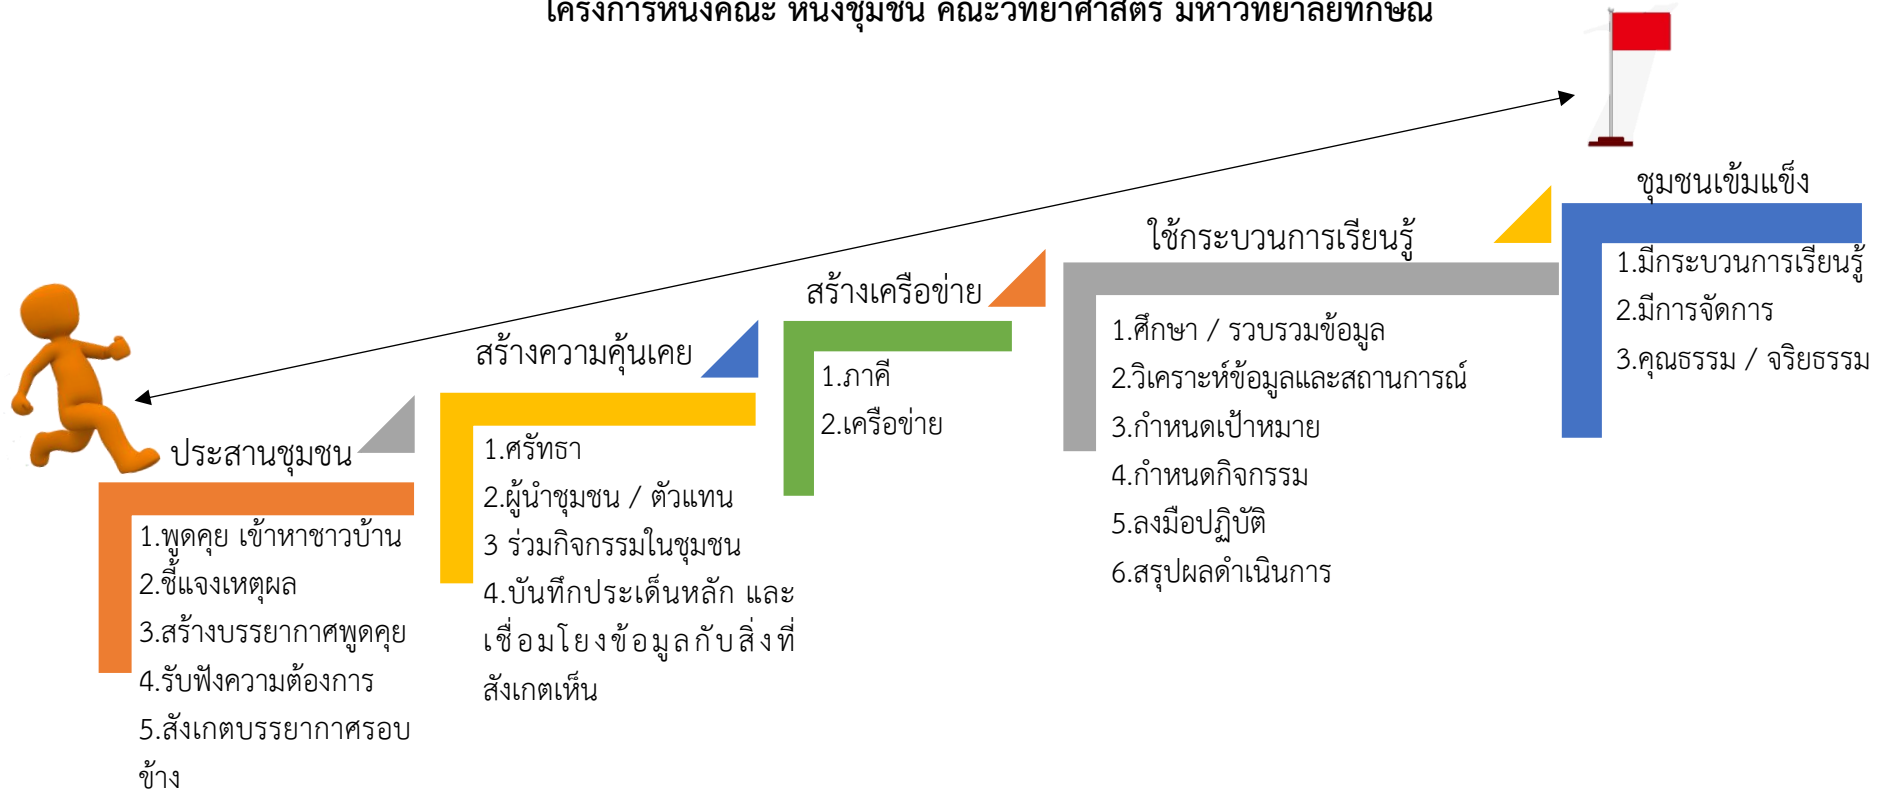 โครงการหนึ่งคณะ หนึ่งชุมชน คณะวิทยาศาสตร์ มหาวิทยาลัยทักษิณ
ชุมชนเข้มแข็ง
1.มีกระบวนการเรียนรู้
2.มีการจัดการ
3.คุณธรรม / จริยธรรม
ใช้กระบวนการเรียนรู้
1.ศึกษา / รวบรวมข้อมูล
2.วิเคราะห์ข้อมูลและสถานการณ์
3.กำหนดเป้าหมาย
4.กำหนดกิจกรรม
5.ลงมือปฏิบัติ
6.สรุปผลดำเนินการ
สร้างเครือข่าย
1.ภาคี
2.เครือข่าย
สร้างความคุ้นเคย
1.ศรัทธา
2.ผู้นำชุมชน / ตัวแทน
3 ร่วมกิจกรรมในชุมชน
4.บันทึกประเด็นหลัก และ
เชื่อมโยงข้อมูลกับสิ่งที่
สังเกตเห็น
ประสานชุมชน
1.พูดคุย เข้าหาชาวบ้าน
2.ชี้แจงเหตุผล
3.สร้างบรรยากาศพูดคุย
4.รับฟังความต้องการ
5.สังเกตบรรยากาศรอบ
ข้าง